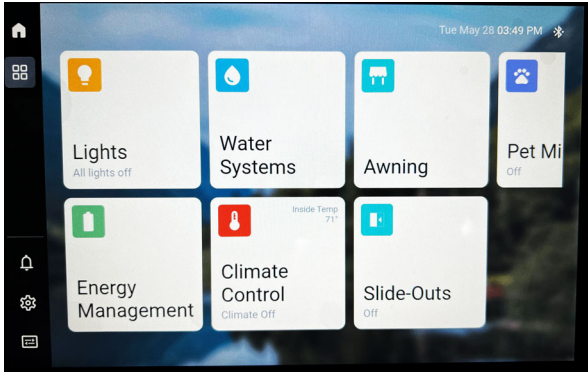 Tue May 28 03:49 PM
Lights
All lights off
Water
Systems
Awning
Pet Mi
Off
Energy
Management
Inside Temp
71°
Climate
Control
Climate Off
Slide-Outs
Off